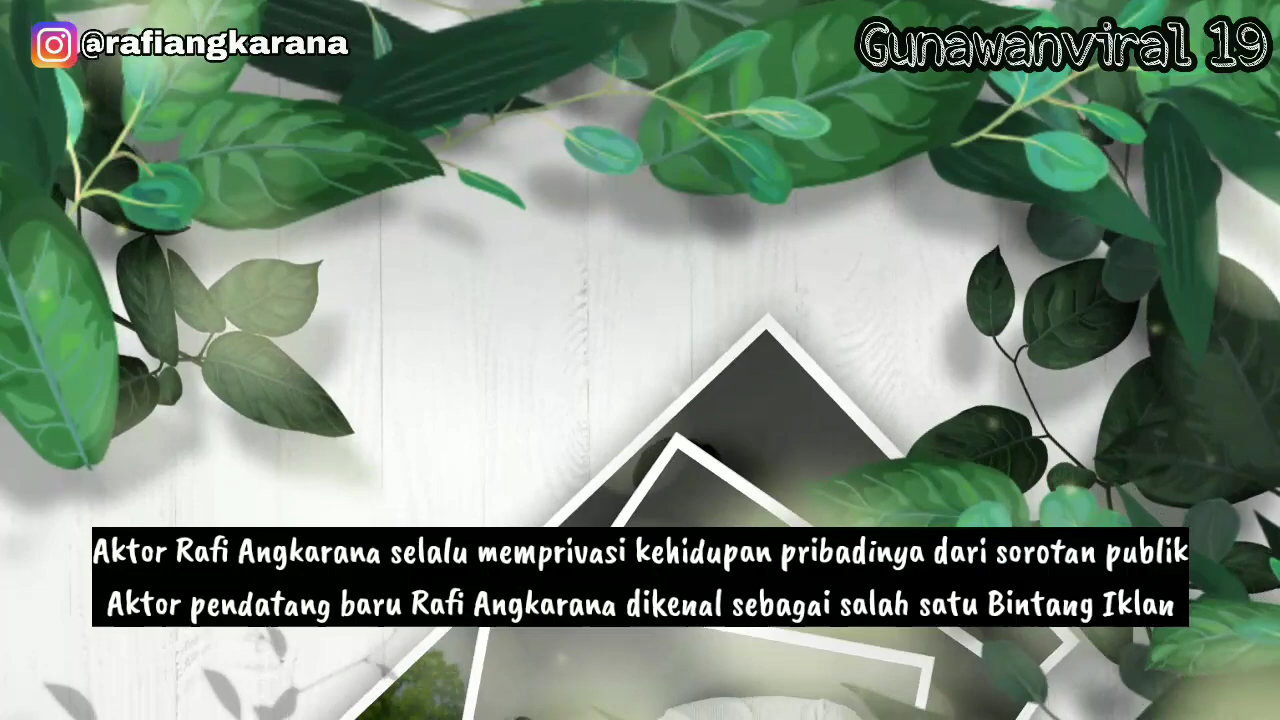 @rafiangkarana
Gunawanviral 19
Aktor Rafi Angkarana selalu memprivasi kehidupan pribadinya dari sorotan publik
Aktor pendatang baru Rafi Angkarana dikenal sebagai salah satu Bintang Iklan